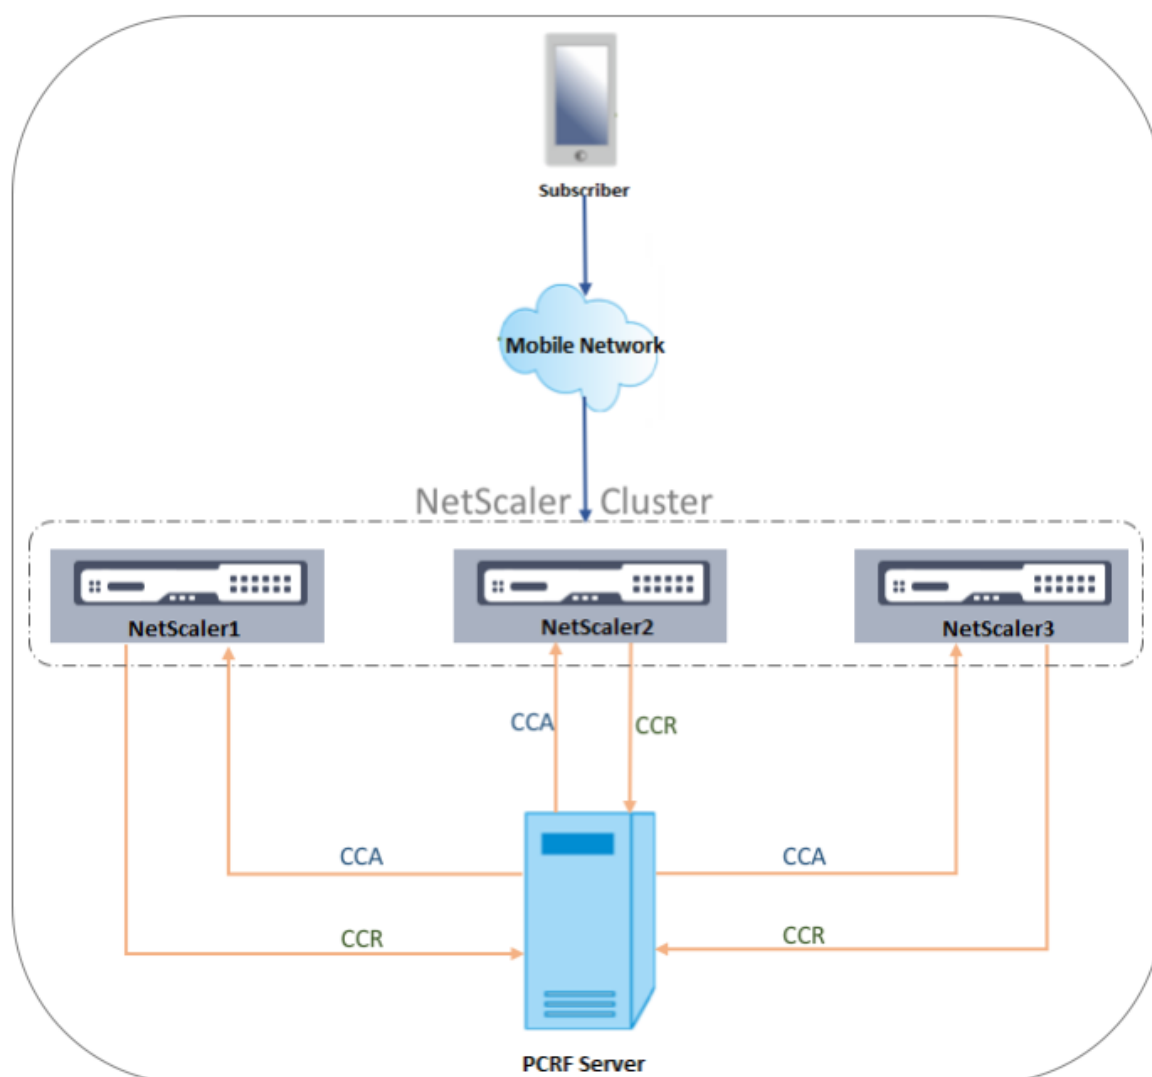 Subscriber
Mobile Network
NetScaler Cluster
NetScaler1
NetScaler2
NetScaler3
CCA
CCR
CCA
CCA
CCR
CCR
PCRF Server